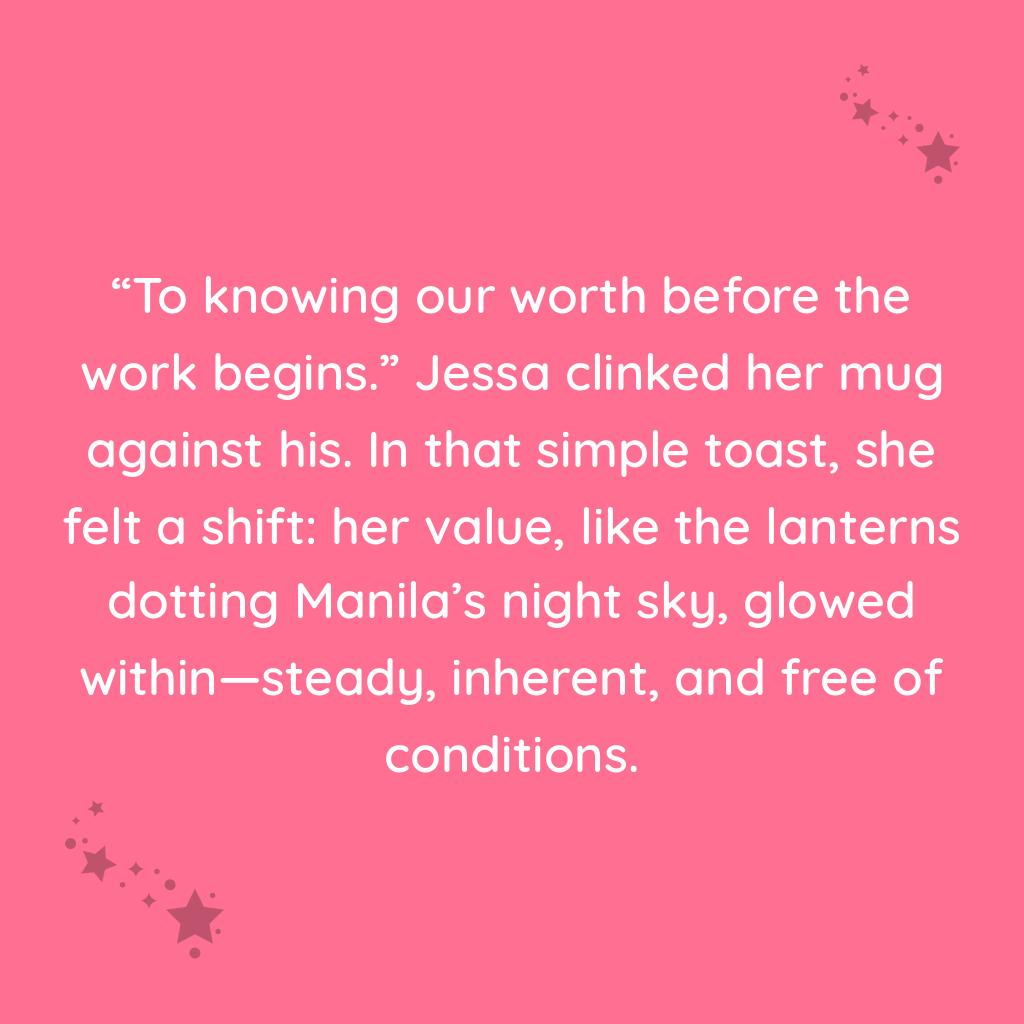 “To knowing our worth before the
work begins.” Jessa clinked her mug
against his. In that simple toast, she
felt a shift: her value, like the lanterns
dotting Manila’s night sky, glowed
within—steady, inherent, and free of
conditions.